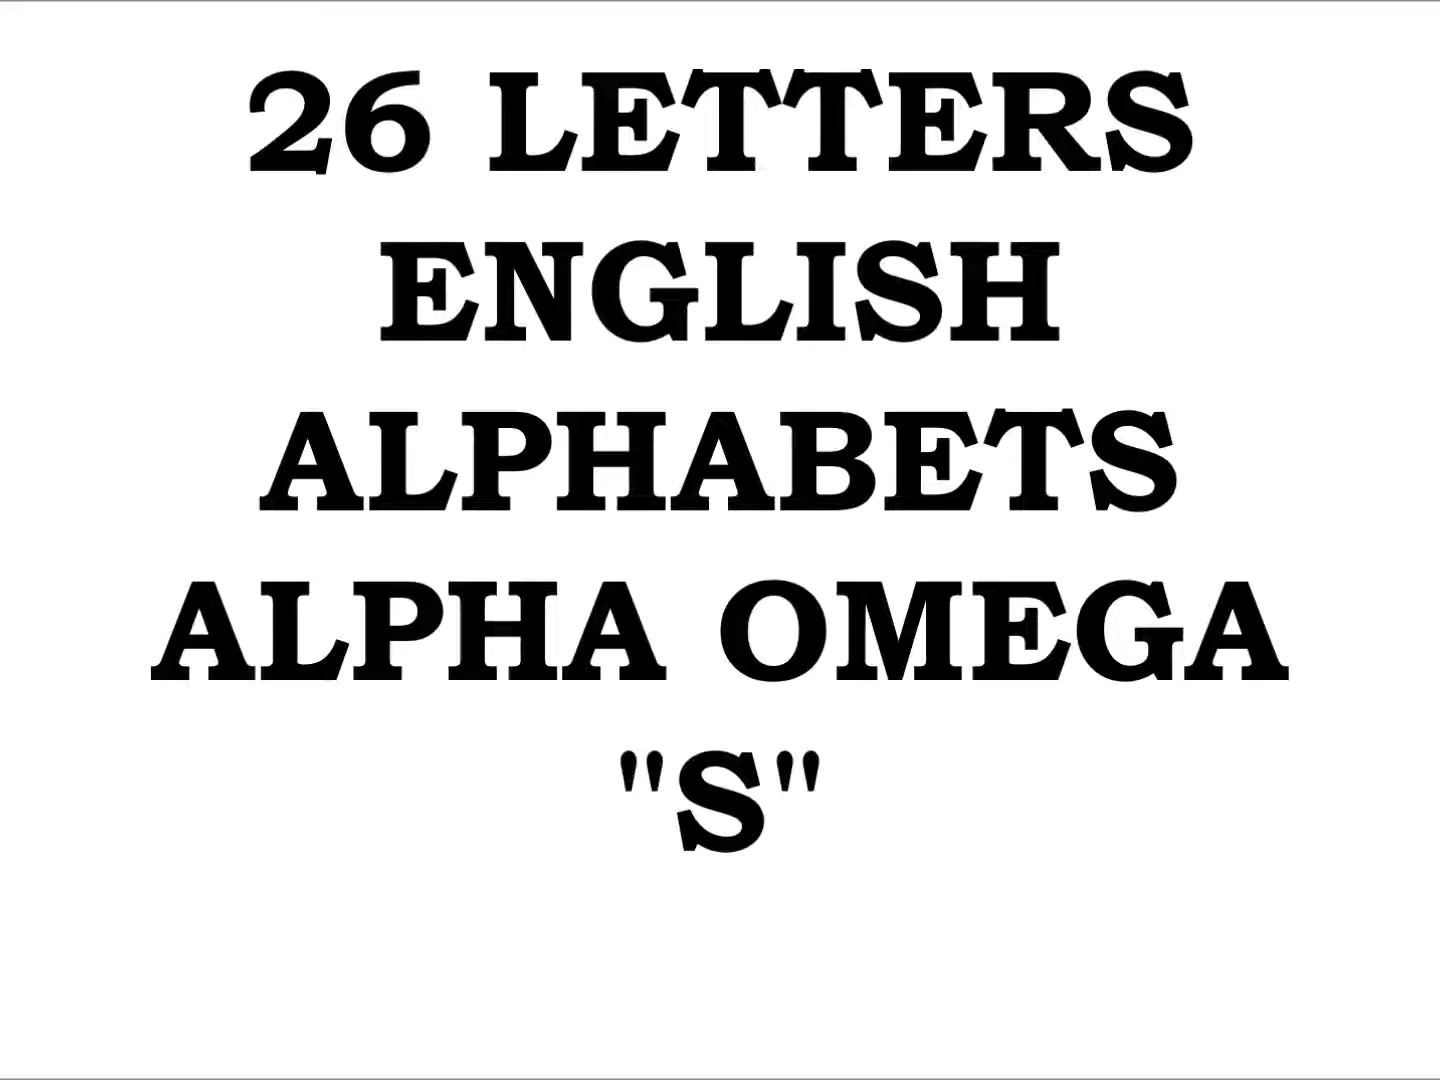 26 LETTERS
ENGLISH
ALPHABETS
ALPHA OMEGA
"S"